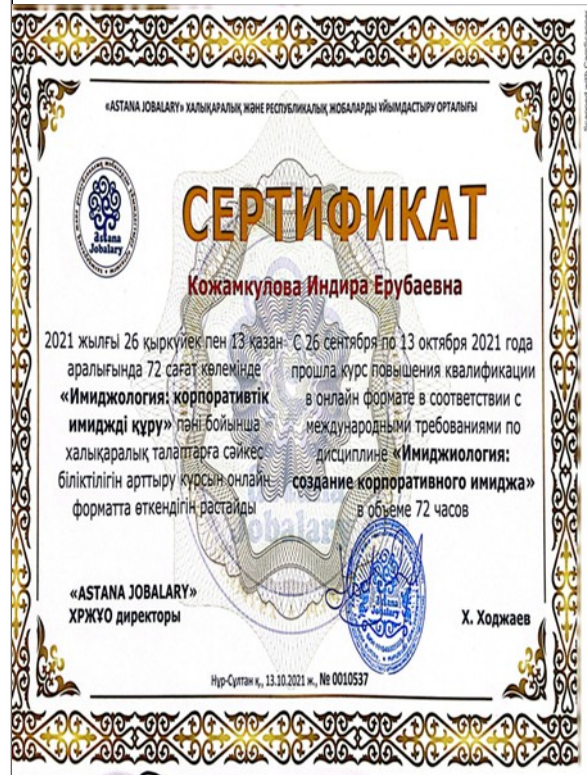 «ASTANA JOBALARY» ХАЛЫҚАРАЛЫҚ ЖӘНЕ РЕСПУБЛИКАЛЫҚ ЖОБАЛАРДЫ ҰЙЫМДАСТЫРУ ОРТАЛЫҒЫ
astana
Jobalary
СЕРТИФИКАТ
Кожамкулова Индира Ерубаевна
2021 жылғы 26 қыркүйек пен 13 қазан
аралығында 72 сағат көлемінде
«Имиджология: корпоративтік
имиджді құру» пәні бойынша
халықаралық талаптарға сәйкес
біліктілігін арттыру курсын онлайн
форматта өткендігін растайды
С 26 сентября по 13 октября 2021 года
прошла курс повышения квалификации
в онлайн формате в соответствии с
международными требованиями по
дисциплине «Имиджиология:
создание корпоративного имиджа»
в объеме 72 часов
astana
Jobalary
«ASTANA JOBALARY»
ХРЖҰО директоры
astana
Jobalary
Х. Ходжаев
Нұр-Сұлтан қ., 13.10.2021 ж., № 0010537